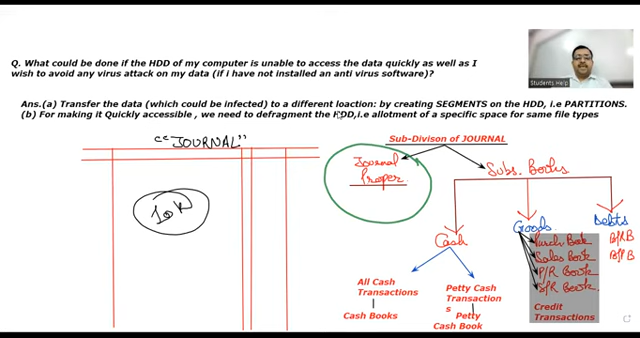 Q. What could be done if the HDD of my computer is unable to access the data quickly as well as I
wish to avoid any virus attack on my data (if i have not installed an anti virus software)?
Students Help
Ans.(a) Transfer the data (which could be infected) to a different loaction: by creating SEGMENTS on the HDD, i.e PARTITIONS.
(b) For making it Quickly accessible, we need to defragment the HDD,i.e allotment of a specific space for same file types
"JOURNAL"
Sub-Divison of JOURNAL
Journal
Proper
Subs. Books
10K
Cash
Goods
Debts
Purch Book
Sales Book
P/R Book
S/R Book
B/R B
B/P B
Credit
Transactions
All Cash
Transactions
Cash Books
Petty Cash
Transaction
s
Petty
Cash Book